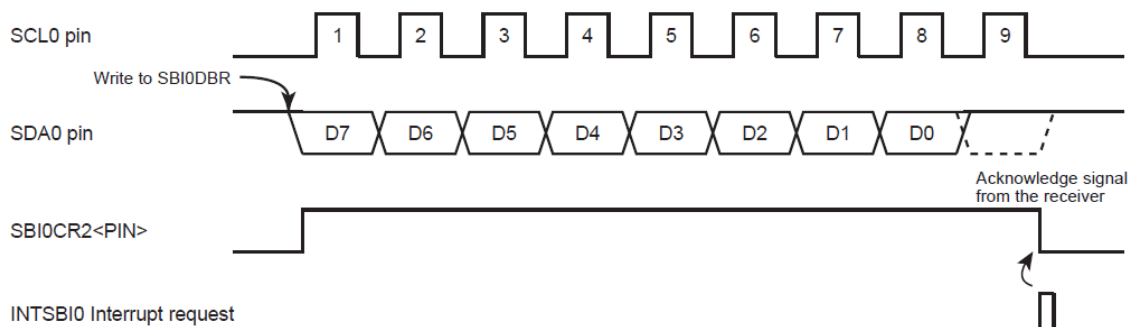 SCL0 pin
1 2 3 4 5 6 7 8 9
Write to SBI0DBR
SDA0 pin
D7 D6 D5 D4 D3 D2 D1 D0
Acknowledge signal
from the receiver
SBI0CR2<PIN>
INTSBI0 Interrupt request